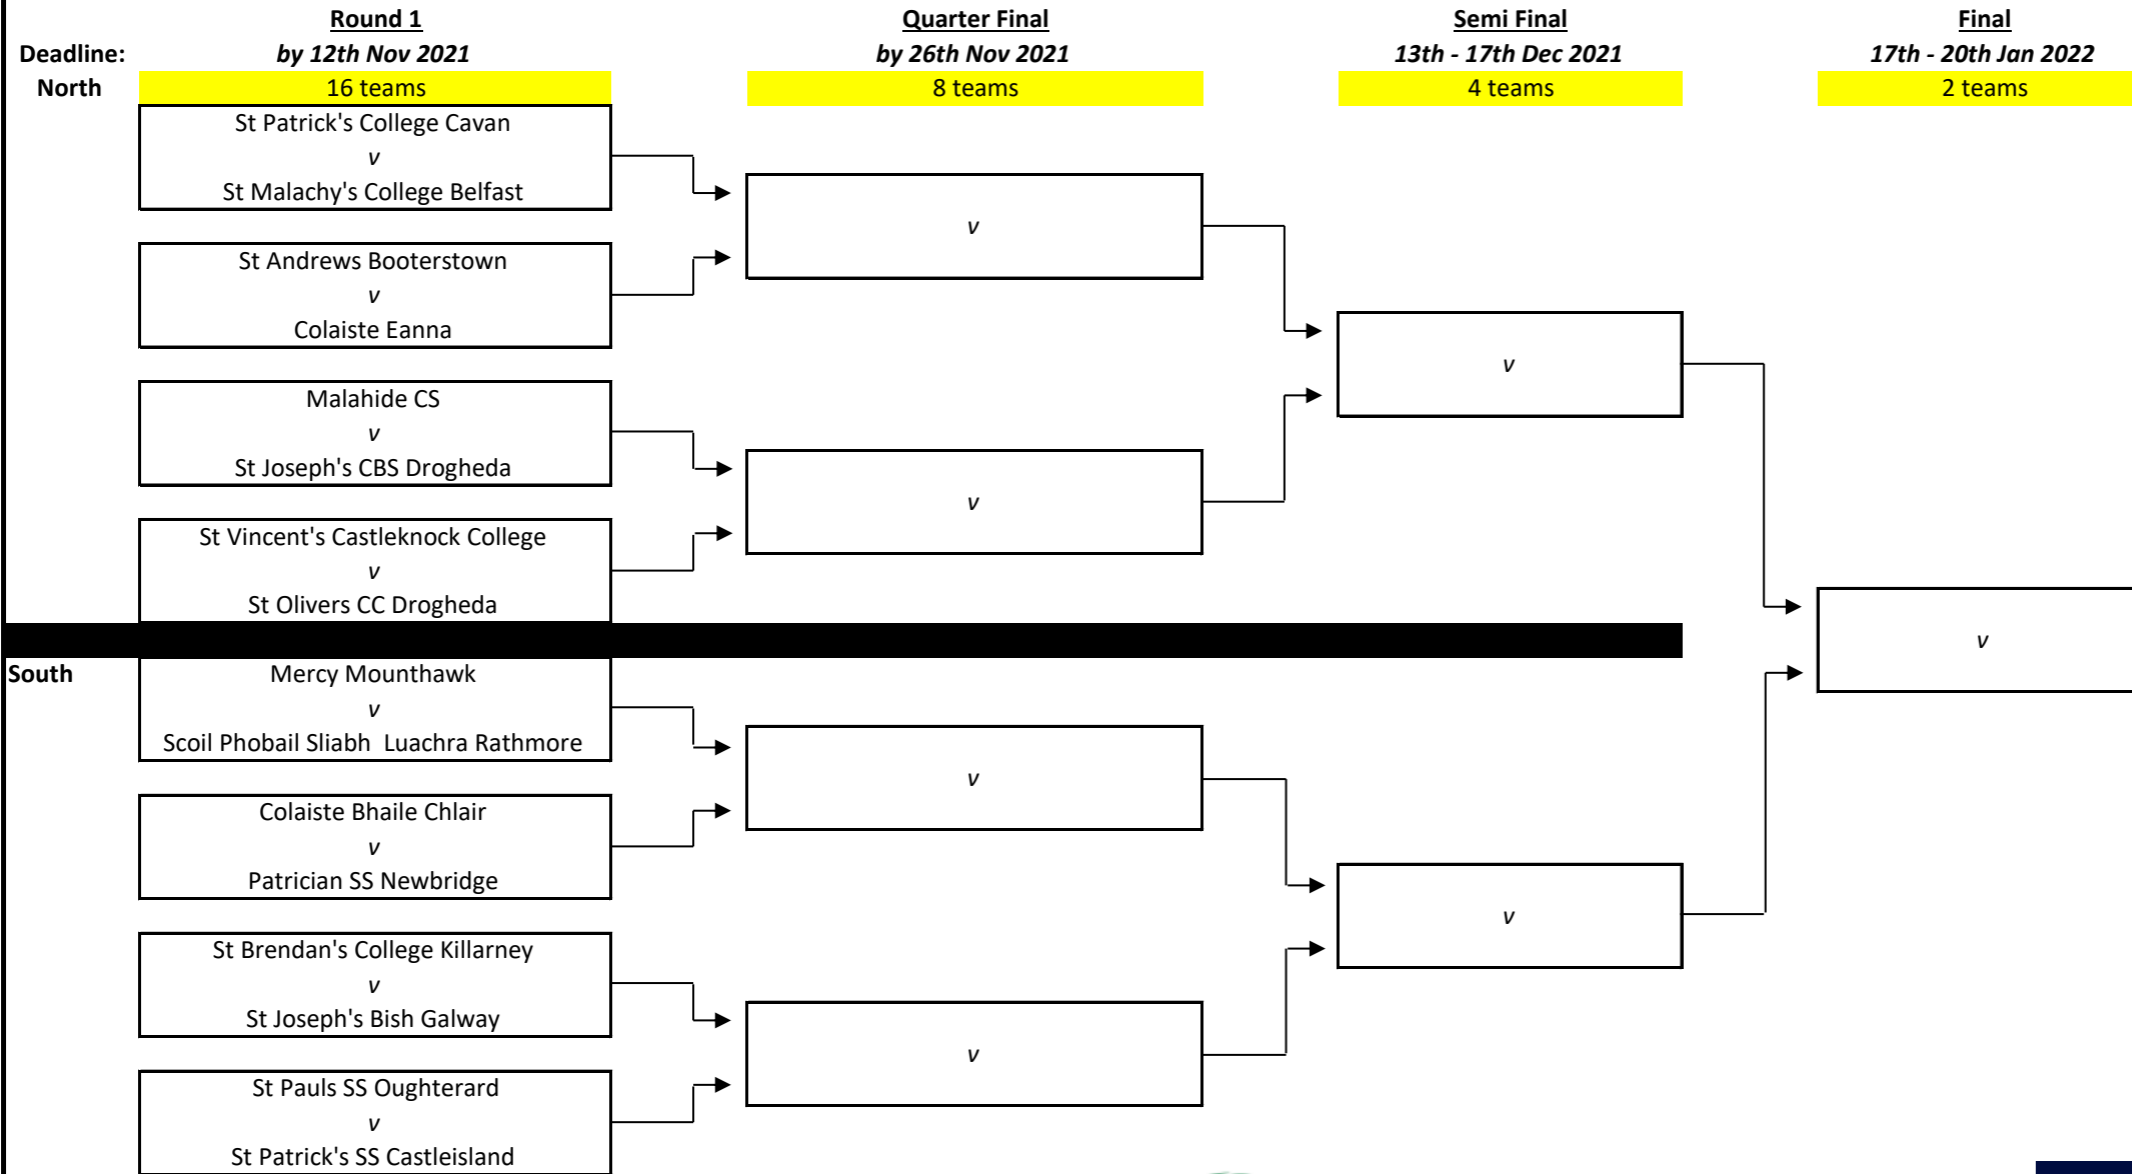 Round 1 Quarter Final Semi Final Final
Deadline: by 12th Nov 2021 by 26th Nov 2021 13th - 17th Dec 2021 17th - 20th Jan 2022
North 16 teams 8 teams 4 teams 2 teams
St Patrick's College Cavan
v
St Malachy's College Belfast
v
St Andrews Booterstown
v
Colaiste Eanna
v
Malahide CS
v
St Joseph's CBS Drogheda
v
St Vincent's Castleknock College
v
St Olivers CC Drogheda
v
South Mercy Mounthawk
v
Scoil Phobail Sliabh Luachra Rathmore
v
Colaiste Bhaile Chlair
v
Patrician SS Newbridge
v
St Brendan's College Killarney
v
St Joseph's Bish Galway
v
St Pauls SS Oughterard
v
St Patrick's SS Castleisland